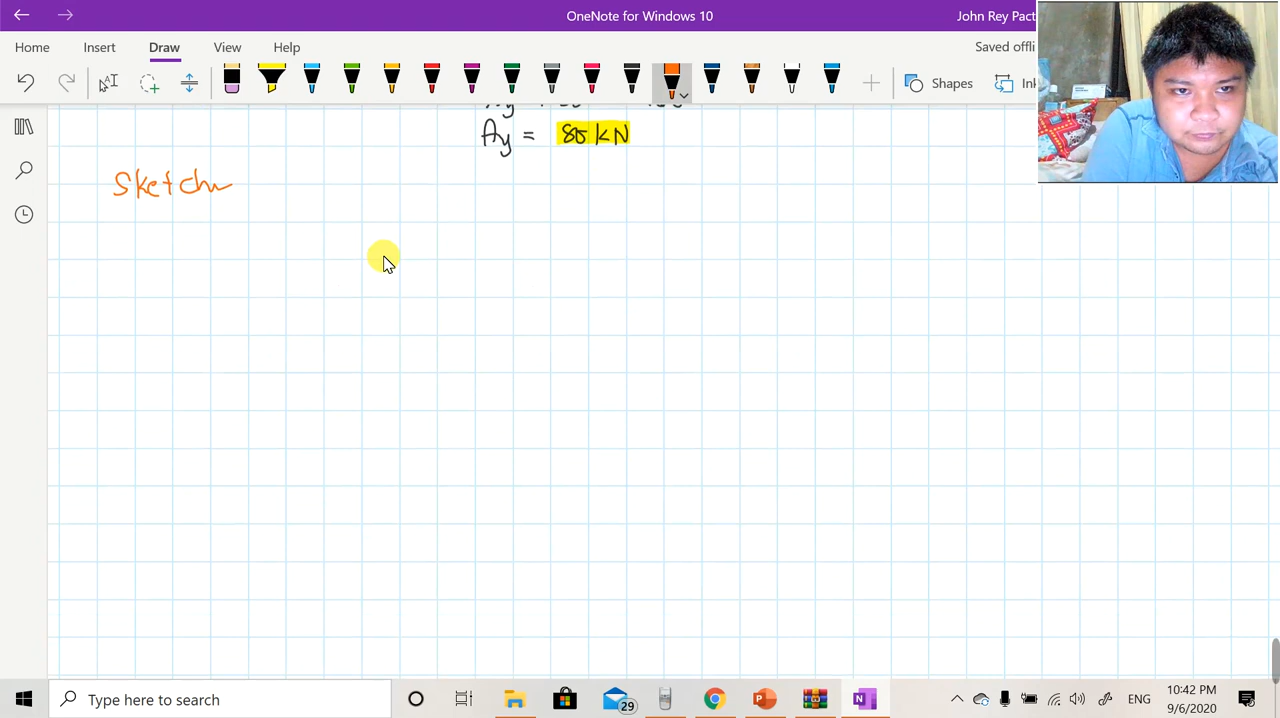 OneNote for Windows 10
John Rey Pact
Home Insert Draw View Help
Saved offli
Shapes
Ink
Ay = 85 kN
Sketch
29
Type here to search
ENG
10:42 PM
9/6/2020